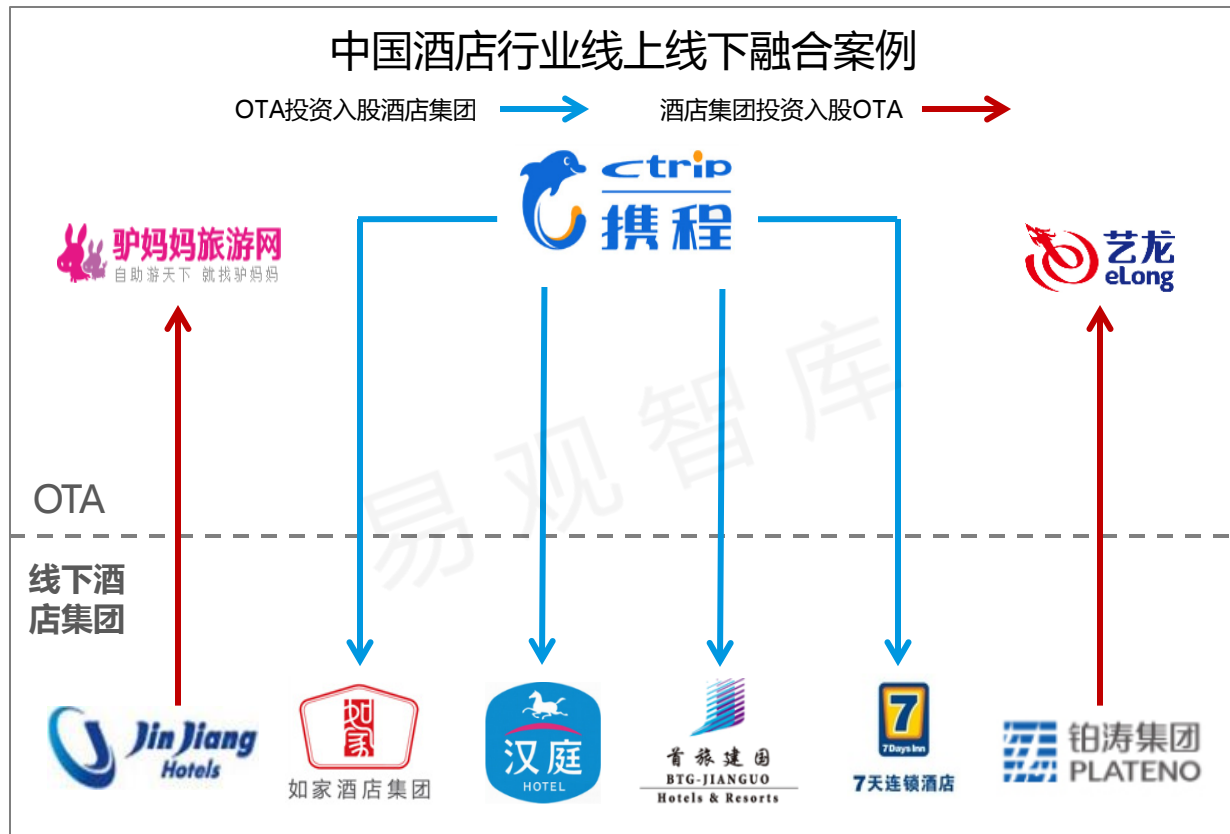 中国酒店行业线上线下融合案例
OTA投资入股酒店集团
酒店集团投资入股OTA
ctrip
携程
驴妈妈旅游网
自助游天下 就找驴妈妈
艺龙
eLong
易观智库
OTA
线下酒
店集团
JinJiang
Hotels
如家
如家酒店集团
汉庭
HOTEL
首旅建国
BTG-JIANGUO
Hotels & Resorts
7
7DaysInn
7天连锁酒店
铂涛集团
PLATENO